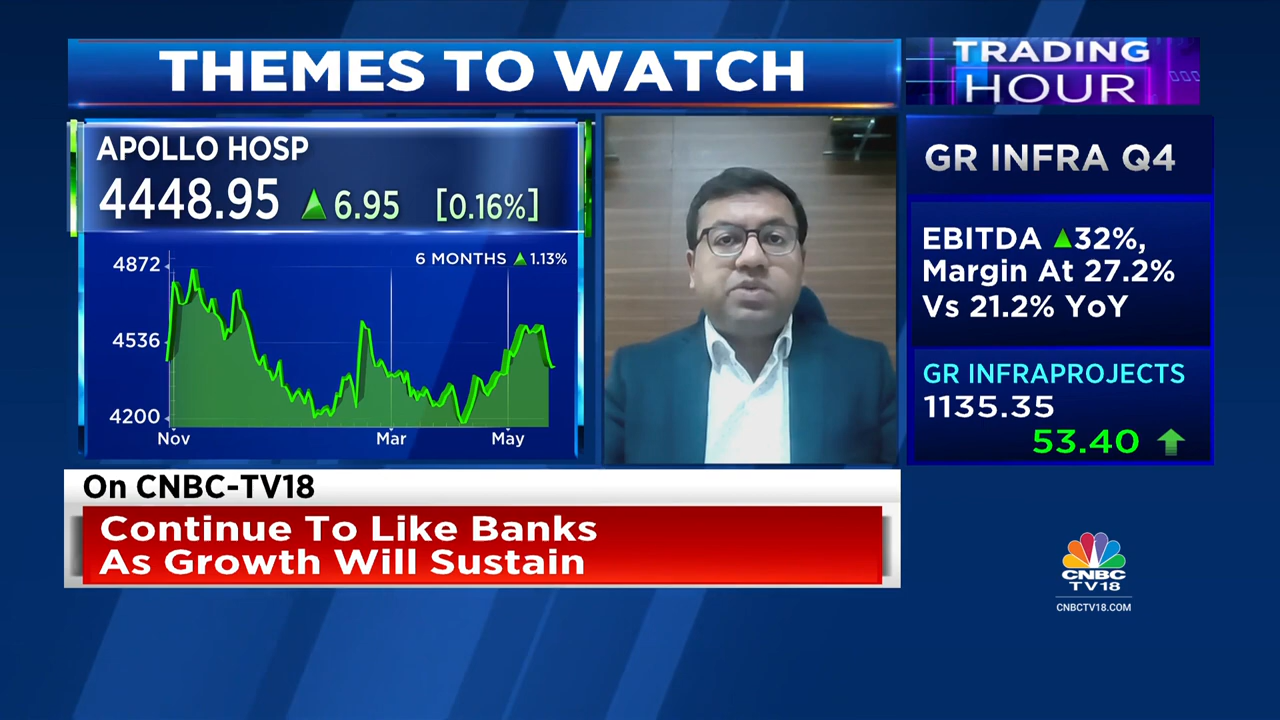 THEMES TO WATCH
TRADING
HOUR
APOLLO HOSP
4448.95 ▲ 6.95 [0.16%]
6 MONTHS ▲ 1.13%
4872
4536
4200
Nov Mar May
GR INFRA Q4
EBITDA ▲32%,
Margin At 27.2%
Vs 21.2% YoY
GR INFRAPROJECTS
1135.35
53.40
On CNBC-TV18
Continue To Like Banks
As Growth Will Sustain
CNBC
TV18
CNBCTV18.COM